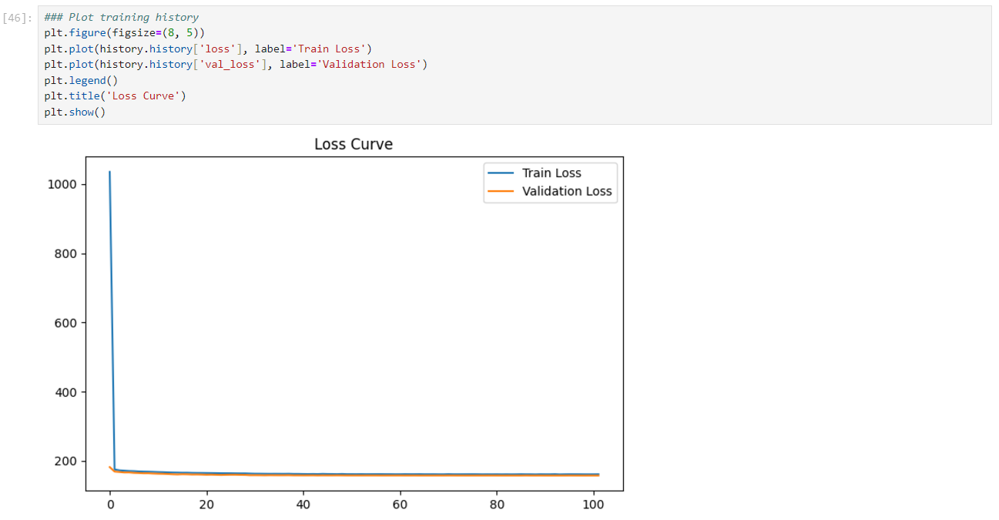 [46]:
### Plot training history
plt.figure(figsize=(8, 5))
plt.plot(history.history['loss'], label='Train Loss')
plt.plot(history.history['val_loss'], label='Validation Loss')
plt.legend()
plt.title('Loss Curve')
plt.show()
Loss Curve
Train Loss
Validation Loss
1000
800
600
400
200
0 20 40 60 80 100